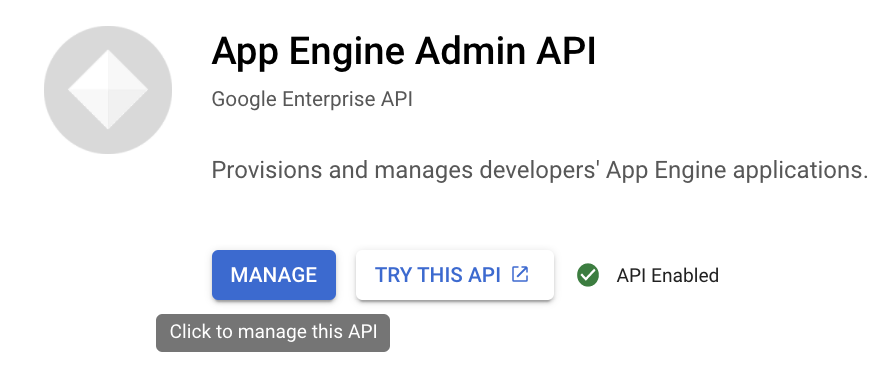 App Engine Admin API
Google Enterprise API
Provisions and manages developers' App Engine applications.
MANAGE TRY THIS API API Enabled
Click to manage this API